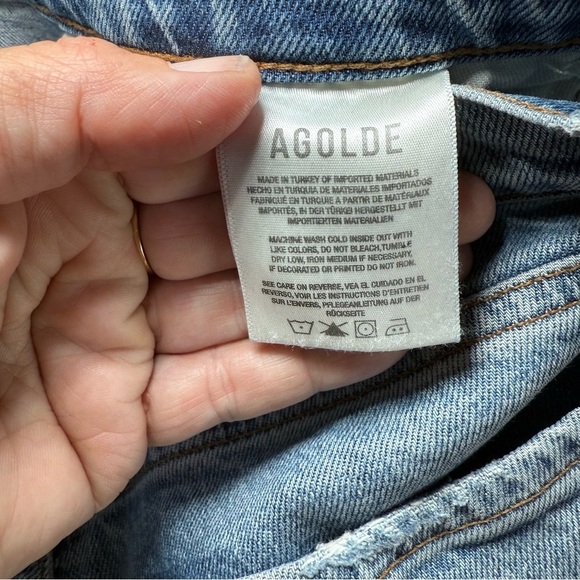 AGOLDE
MADE IN TURKEY OF IMPORTED MATERIALS
HECHO EN TURQUIA DE MATERIALES IMPORTADOS
FABRIQUÉ EN TURCUIE A PARTIR DE MATÉRIAUX
IMPORTÉS, IN DER TÜRKEI HERGESTELLT MIT
IMPORTIERTEN MATERIALIEN
MACHINE WASH COLD INSIDE OUT WITH
LIKE COLORS, DO NOT BLEACH, TUMBLE
DRY LOW, IRON MEDIUM IF NECESSARY,
IF DECORATED OR PRINTED DO NOT IRON.
SEE CARE ON REVERSE, VEA EL CUIDADO EN EL
REVERSO, VOIR LES INSTRUCTIONS D'ENTRETIEN
SUR L'ENVERS, PFLEGEANLEITUNG AUF DER
RÜCKSEITE